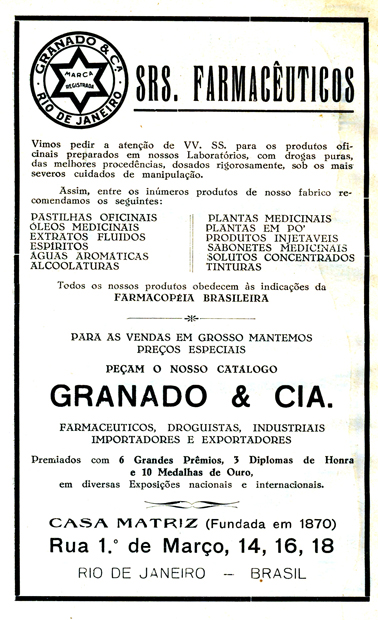 GRANADO & Cᴬ
MARCA
REGISTRADA
RIO DE JANEIRO
SRS. FARMACÊUTICOS
Vimos pedir a atenção de VV. SS. para os produtos ofi-
cinais preparados em nossos Laboratórios, com drogas puras,
das melhores procedências, dosados rigorosamente, sob os mais
severos cuidados de manipulação.
Assim, entre os inúmeros produtos de nosso fabrico re-
comendamos os seguintes:
PASTILHAS OFICINAIS
ÓLEOS MEDICINAIS
EXTRATOS FLUIDOS
ESPIRITOS
AGUAS AROMATICAS
ALCOOLATURAS
PLANTAS MEDICINAIS
PLANTAS EM PO'
PRODUTOS INJETAVEIS
SABONETES MEDICINAIS
SOLUTOS CONCENTRADOS
TINTURAS
Todos os nossos produtos obedecem às indicações da
FARMACOPÉIA BRASILEIRA
PARA AS VENDAS EM GROSSO MANTEMOS
PREÇOS ESPECIAIS
PEÇAM O NOSSO CATALOGO
GRANADO & CIA.
FARMACEUTICOS, DROGUISTAS, INDUSTRIAIS
IMPORTADORES E EXPORTADORES
Premiados com 6 Grandes Prêmios, 3 Diplomas de Honra
e 10 Medalhas de Ouro,
em diversas Exposições nacionais e internacionais.
CASA MATRIZ (Fundada em 1870)
Rua 1.º de Março, 14, 16, 18
RIO DE JANEIRO — BRASIL